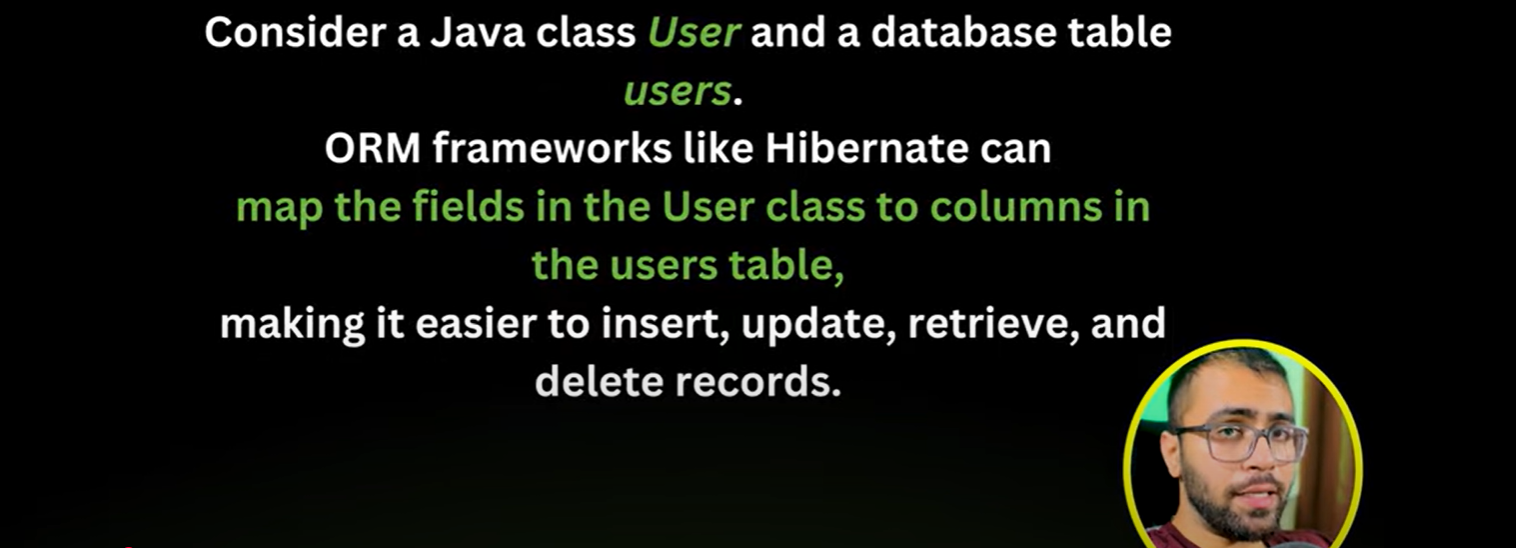 Consider a Java class User and a database table
users.
ORM frameworks like Hibernate can
map the fields in the User class to columns in
the users table,
making it easier to insert, update, retrieve, and
delete records.